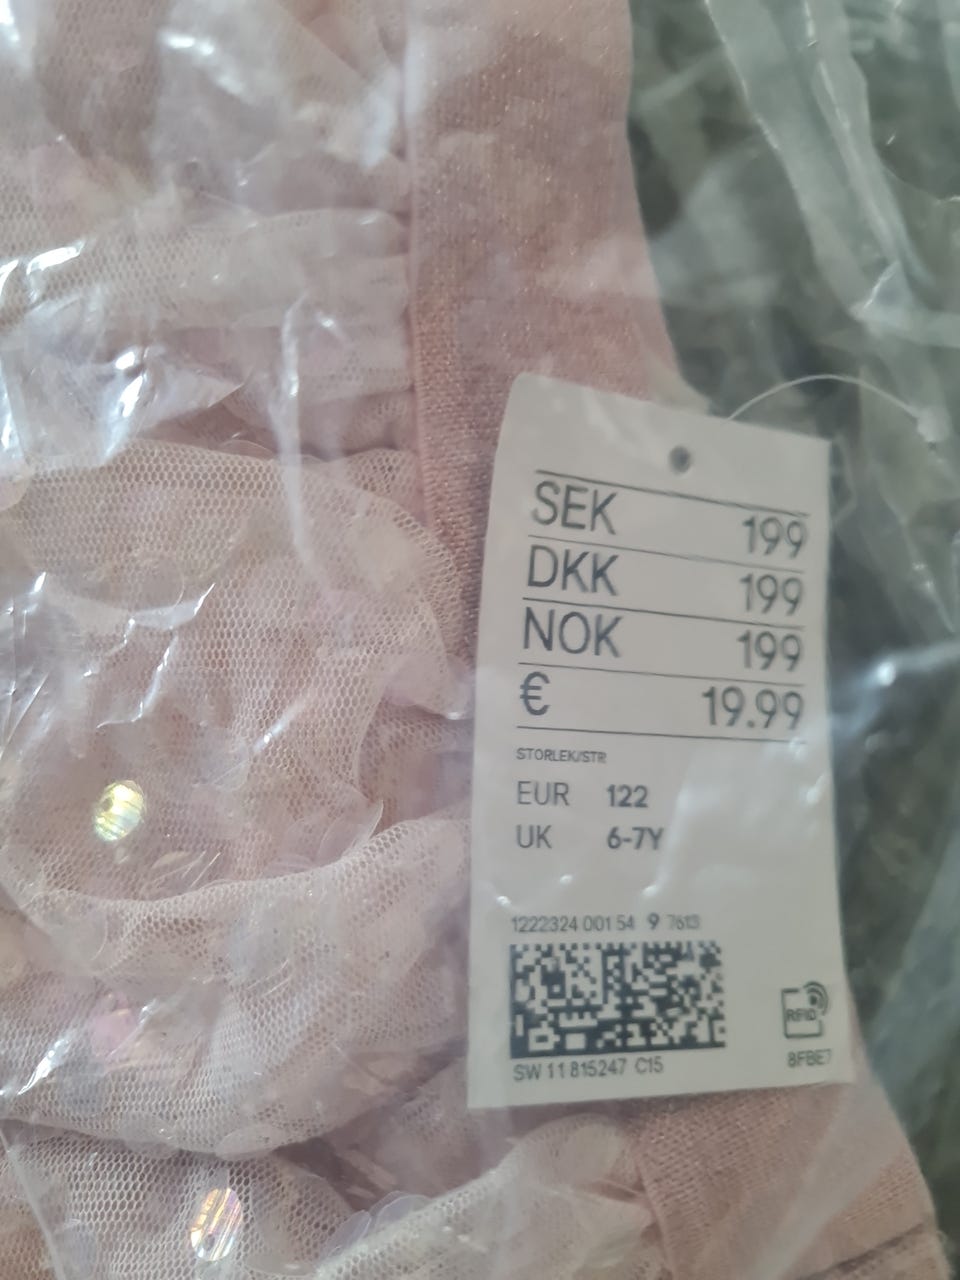 SEK 199
DKK 199
NOK 199
€ 19.99
STORLEK/STR
EUR 122
UK 6-7Y
1222324 001 54 9 7613
RFID
SW 11 815247 C15
8FBE7